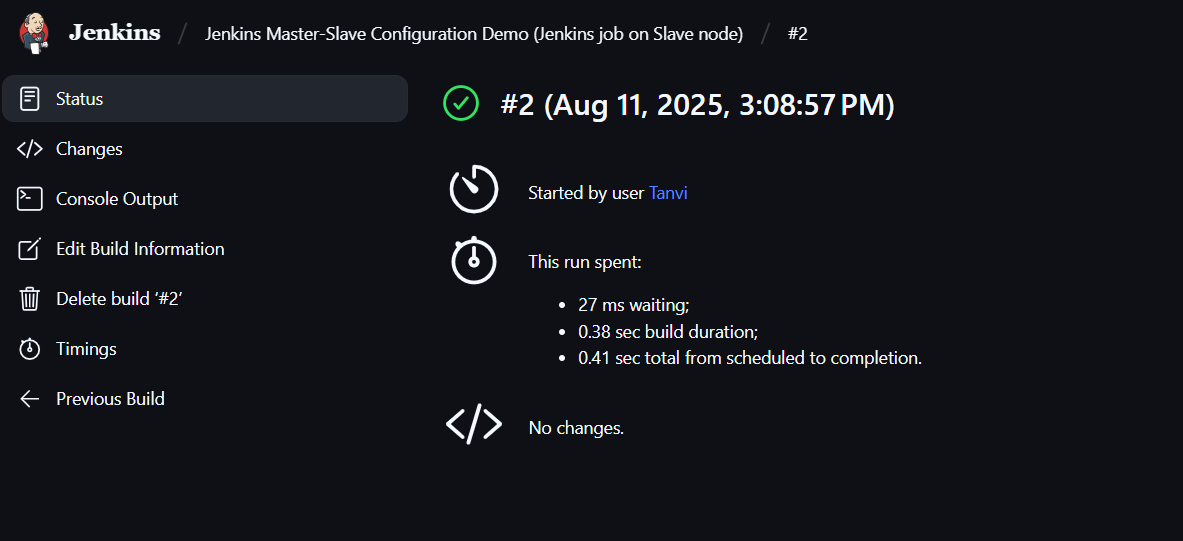 Jenkins / Jenkins Master-Slave Configuration Demo (Jenkins job on Slave node) / #2
Status
Changes
Console Output
Edit Build Information
Delete build ‘#2’
Timings
Previous Build
#2 (Aug 11, 2025, 3:08:57 PM)
Started by user Tanvi
This run spent:
• 27 ms waiting;
• 0.38 sec build duration;
• 0.41 sec total from scheduled to completion.
No changes.